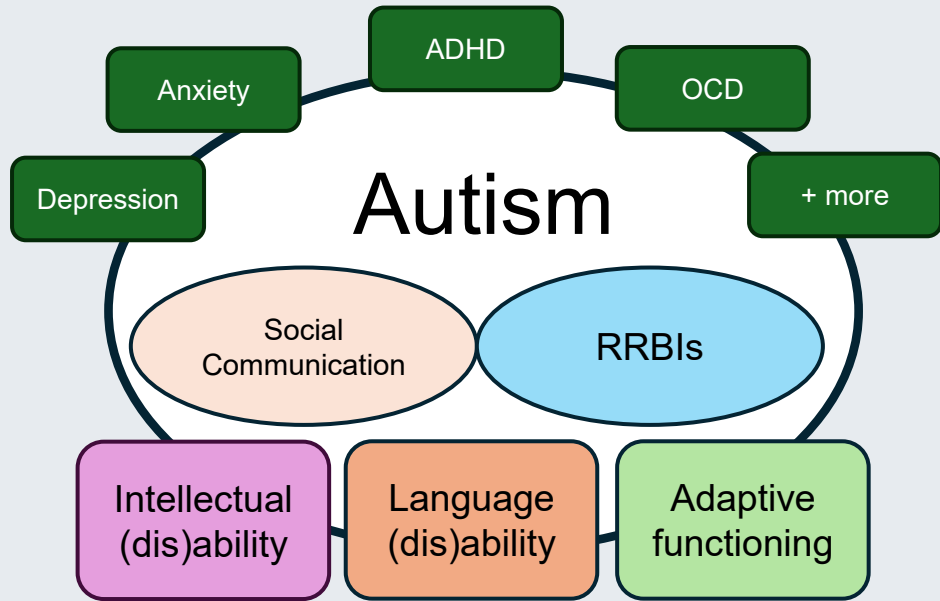 ADHD
Anxiety
OCD
Depression
+ more
Autism
Social
Communication
RRBIs
Intellectual
(dis)ability
Language
(dis)ability
Adaptive
functioning